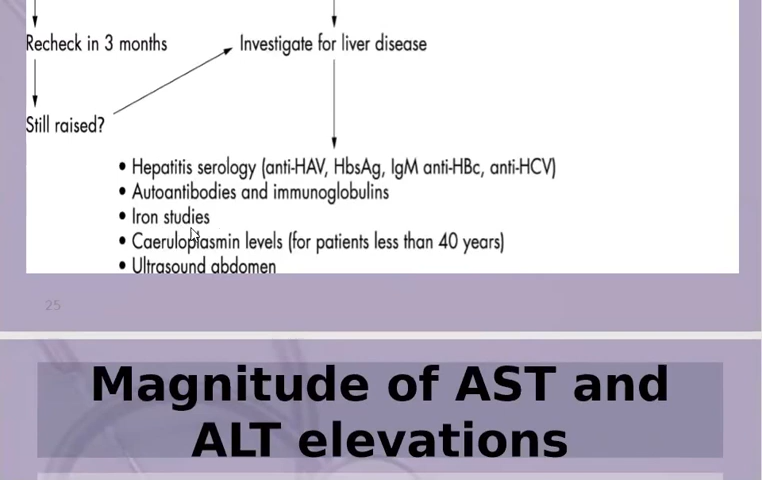 Recheck in 3 months
Investigate for liver disease
Still raised?
• Hepatitis serology (anti-HAV, HbsAg, IgM anti-HBc, anti-HCV)
• Autoantibodies and immunoglobulins
• Iron studies
• Caeruloplasmin levels (for patients less than 40 years)
• Ultrasound abdomen
25
Magnitude of AST and
ALT elevations